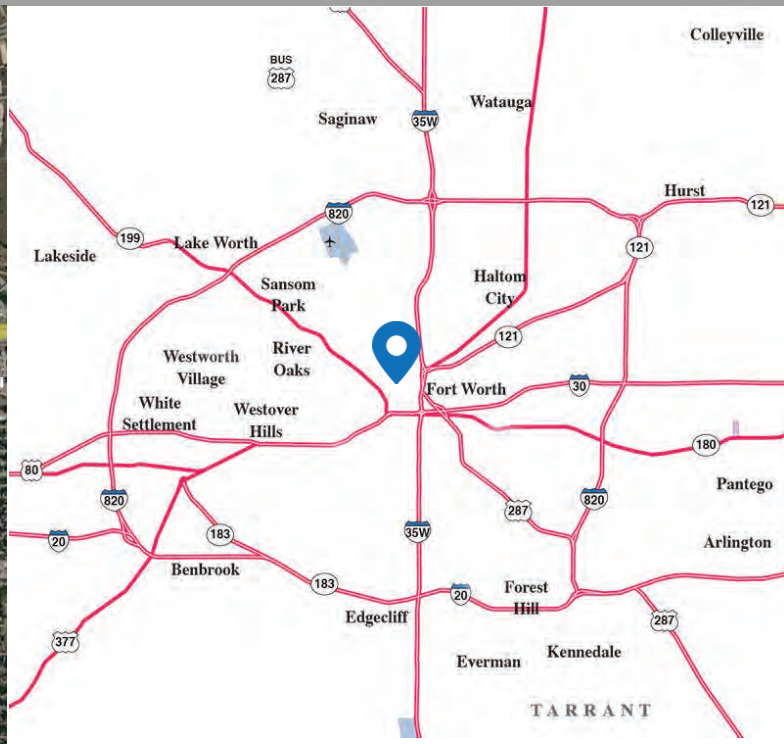 Colleyville
BUS
287
Watauga
Saginaw
35W
Hurst
121
820
199
Lake Worth
121
Lakeside
Haltom
City
Sansom
Park
121
River
Oaks
Westworth
Village
30
Fort Worth
White
Settlement
Westover
Hills
180
80
Pantego
820
287
820
35W
183
20
Arlington
Benbrook
183
20
Forest
Hill
Edgecliff
287
377
Everman
Kennedale
TARRANT